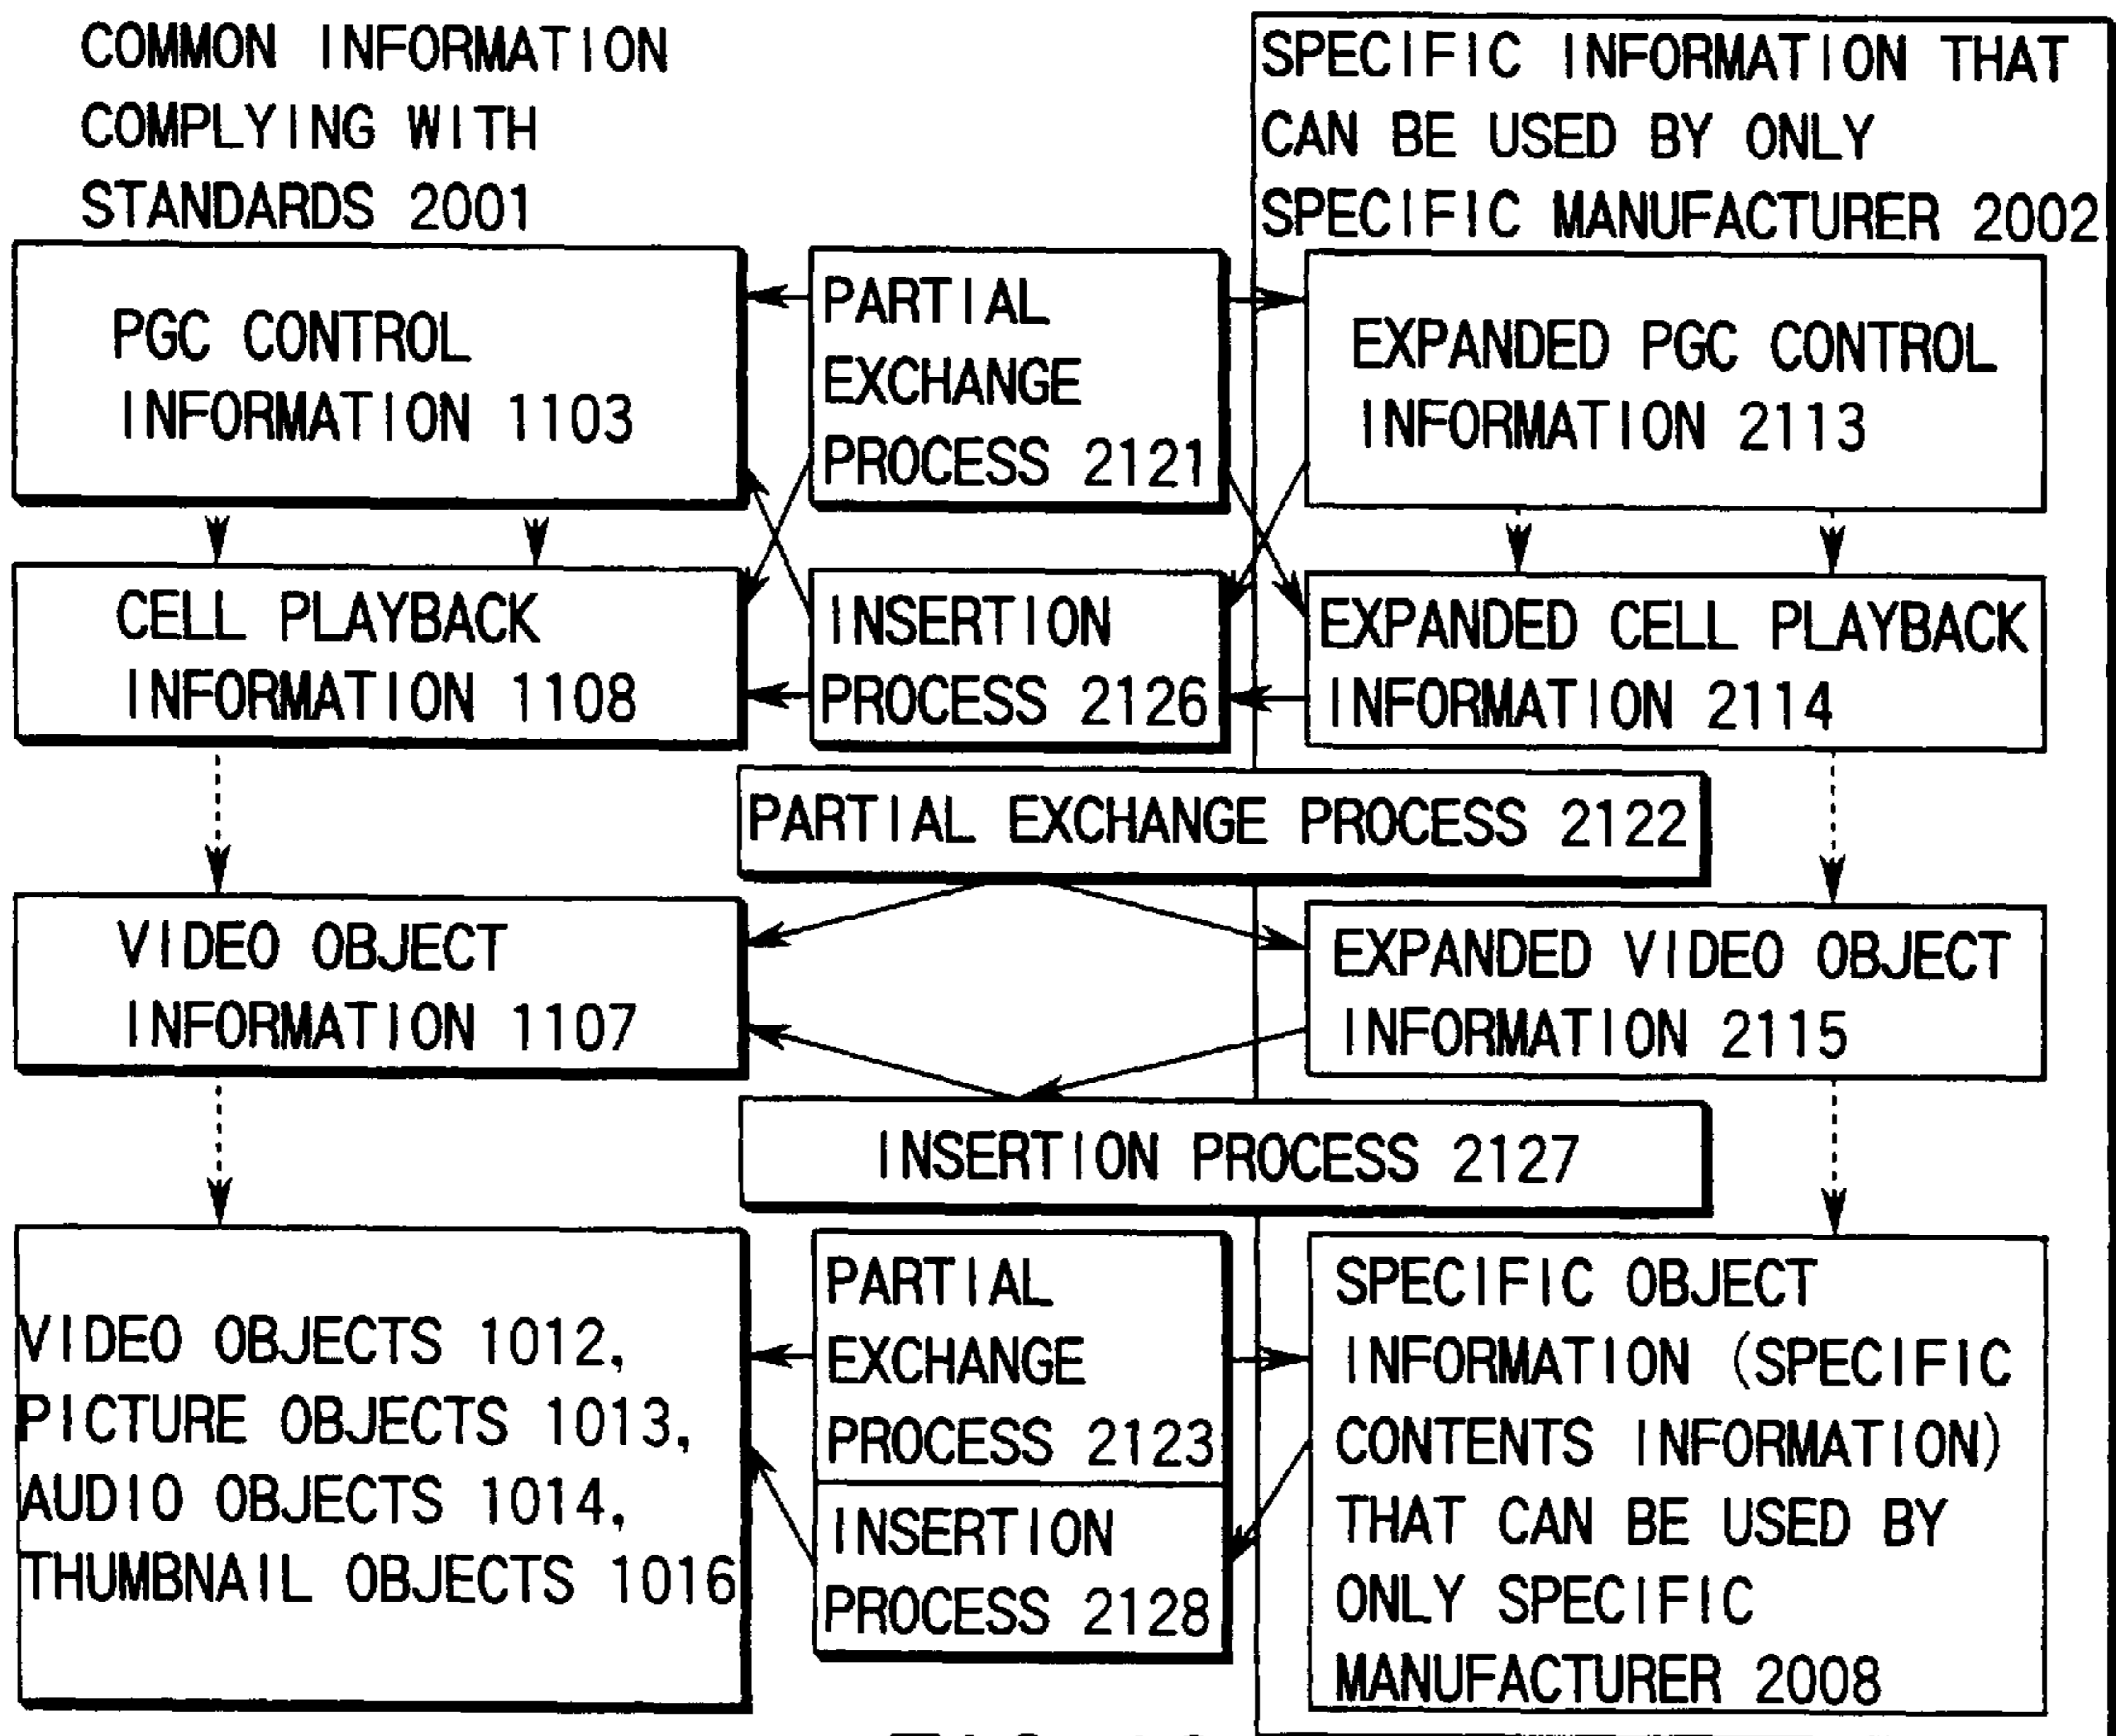 COMMON INFORMATION
COMPLYING WITH
STANDARDS 2001
SPECIFIC INFORMATION THAT
CAN BE USED BY ONLY
SPECIFIC MANUFACTURER 2002
PGC CONTROL
INFORMATION 1103
PARTIAL
EXCHANGE
PROCESS 2121
EXPANDED PGC CONTROL
INFORMATION 2113
CELL PLAYBACK
INFORMATION 1108
INSERTION
PROCESS 2126
EXPANDED CELL PLAYBACK
INFORMATION 2114
PARTIAL EXCHANGE PROCESS 2122
VIDEO OBJECT
INFORMATION 1107
EXPANDED VIDEO OBJECT
INFORMATION 2115
INSERTION PROCESS 2127
VIDEO OBJECTS 1012,
PICTURE OBJECTS 1013,
AUDIO OBJECTS 1014,
THUMBNAIL OBJECTS 1016
PARTIAL
EXCHANGE
PROCESS 2123
INSERTION
PROCESS 2128
SPECIFIC OBJECT
INFORMATION (SPECIFIC
CONTENTS INFORMATION)
THAT CAN BE USED BY
ONLY SPECIFIC
MANUFACTURER 2008